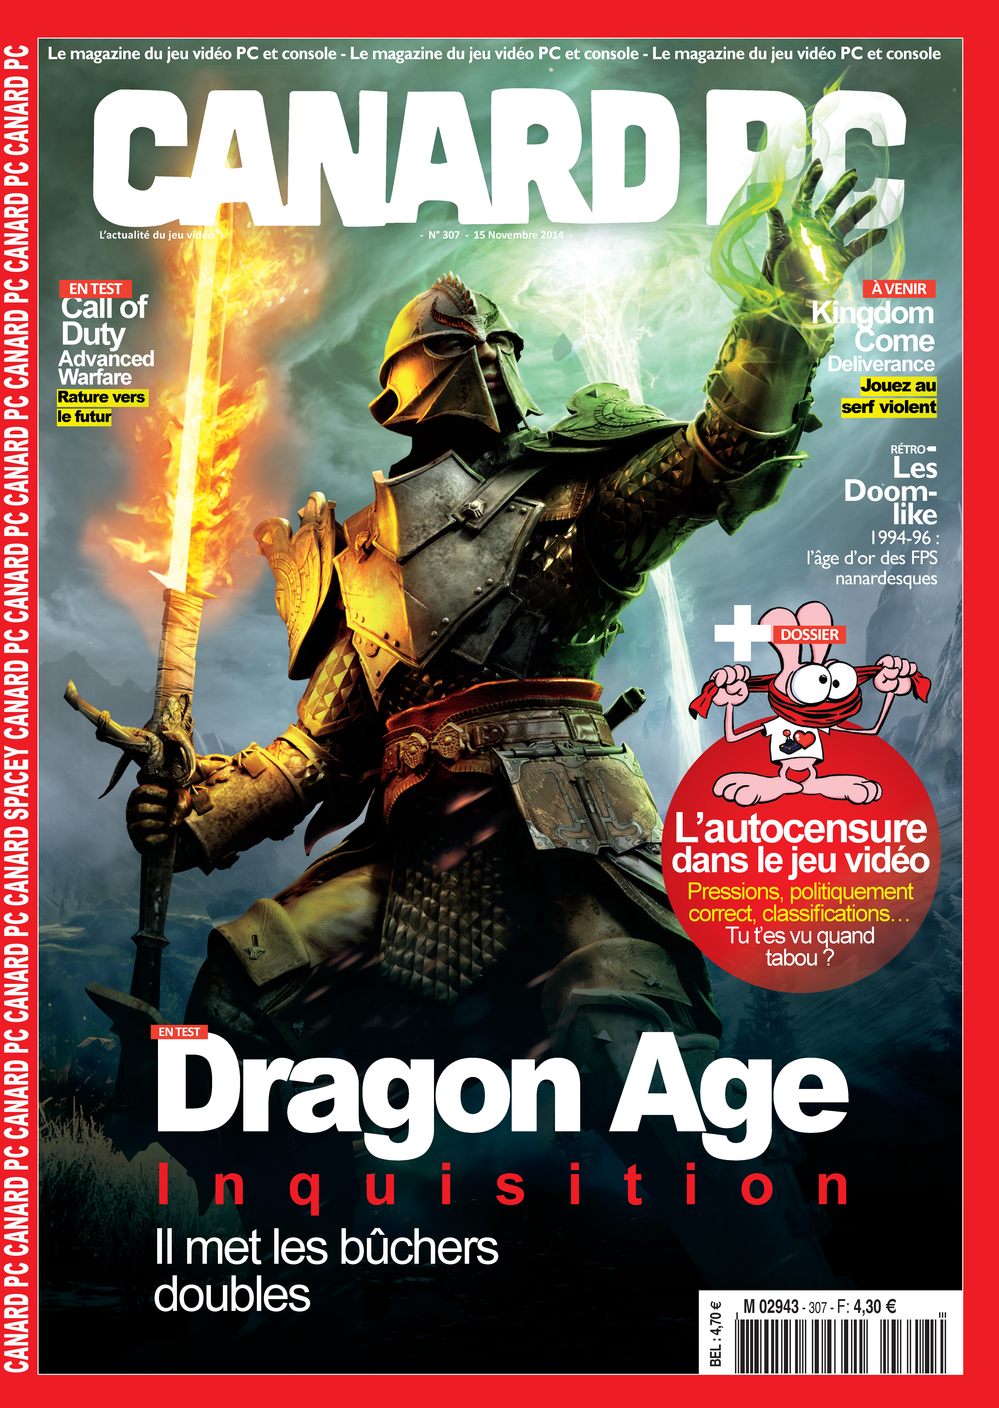 Le magazine du jeu vidéo PC et console - Le magazine du jeu vidéo PC et console - Le magazine du jeu vidéo PC et console
CANARD PC
L'actualité du jeu vidéo - N° 307 - 15 Novembre 2014 -
EN TEST
Call of
Duty
Advanced
Warfare
Rature vers
le futur
À VENIR
Kingdom
Come
Deliverance
Jouez au
serf violent
RÉTRO
Les
Doom-
like
1994-96 :
l'âge d'or des FPS
nanardesques
+ DOSSIER
L'autocensure
dans le jeu vidéo
Pressions, politiquement
correct, classifications...
Tu t'es vu quand
tabou ?
EN TEST
Dragon Age
Inquisition
Il met les bûchers
doubles
BEL : 4,70 €
M 02943 - 307 - F: 4,30 €
CANARD PC CANARD PC CANARD PC CANARD PC CANARD PC CANARD SPACEY CANARD PC CANARD PC CANARD PC CANARD PC CANARD PC CANARD PC